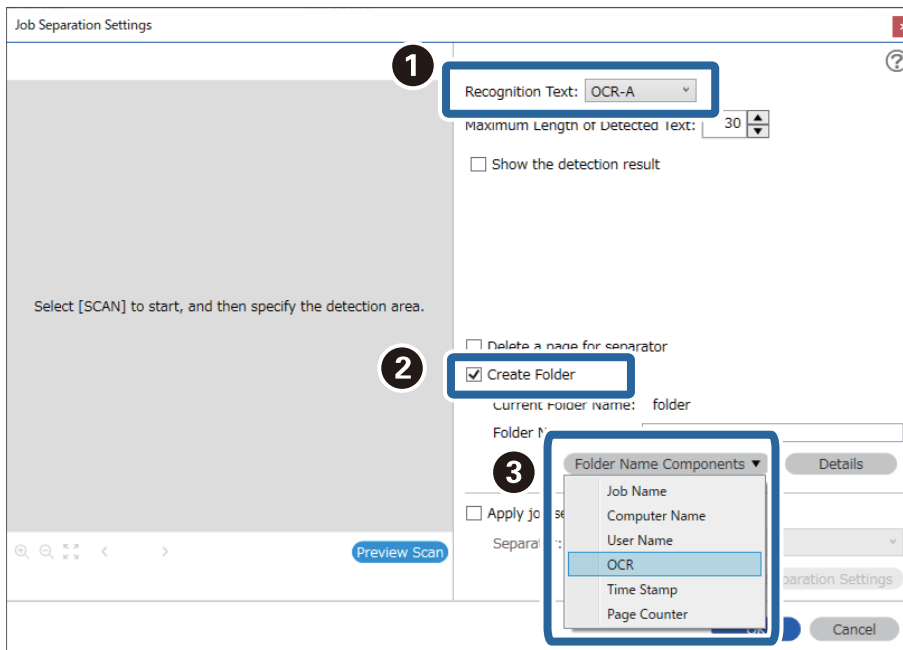 Job Separation Settings
1
Recognition Text: OCR-A
Maximum Length of Detected Text: 30
Show the detection result
Select [SCAN] to start, and then specify the detection area.
Delete a page for separator
2
Create Folder
Current Folder Name: folder
Folder
3
Folder Name Components ▼
Details
Job Name
Apply
Computer Name
User Name
OCR
Preview Scan
Time Stamp
Settings
Page Counter
Cancel